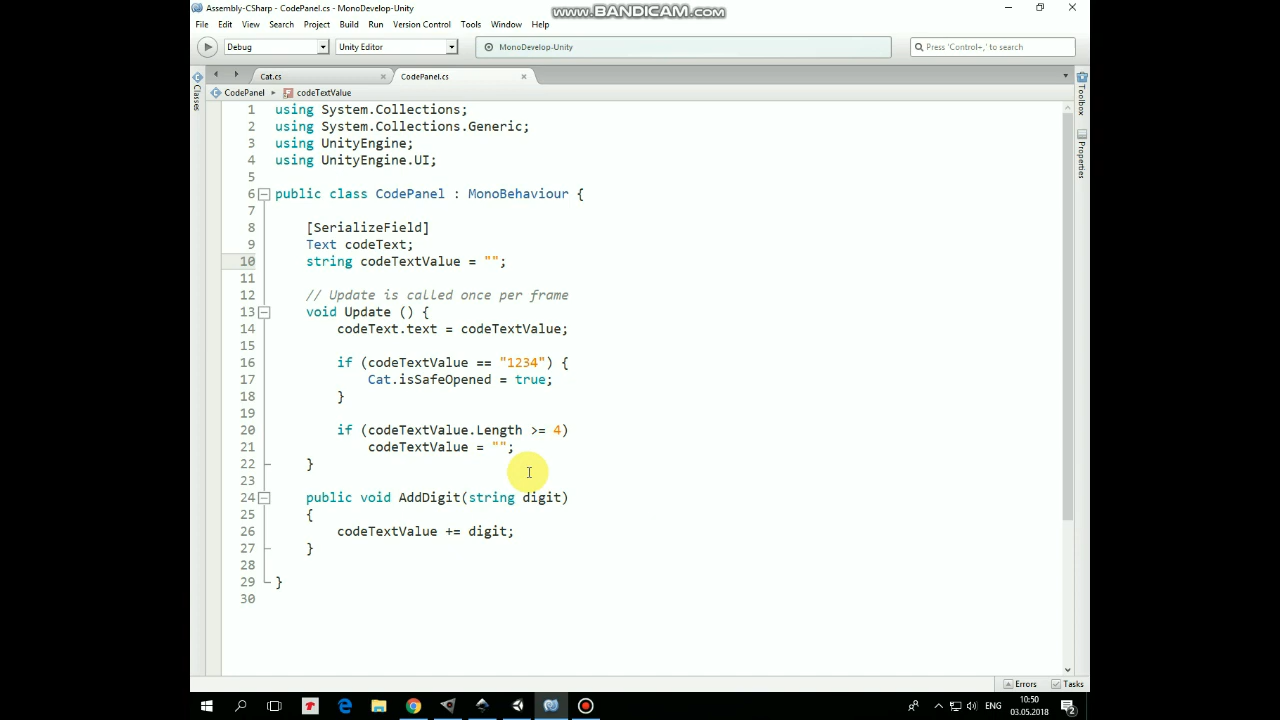 Assembly-CSharp - CodePanel.cs - MonoDevelop-Unity
www.BANDICAM.com
File Edit View Search Project Build Run Version Control Tools Window Help
Debug Unity Editor MonoDevelop-Unity Press 'Control+,' to search
Cat.cs CodePanel.cs
CodePanel codeTextValue
Classes
Toolbox
Properties
1 using System.Collections;
2 using System.Collections.Generic;
3 using UnityEngine;
4 using UnityEngine.UI;
5
6 public class CodePanel : MonoBehaviour {
7
8 [SerializeField]
9 Text codeText;
10 string codeTextValue = "";
11
12 // Update is called once per frame
13 void Update () {
14 codeText.text = codeTextValue;
15
16 if (codeTextValue == "1234") {
17 Cat.isSafeOpened = true;
18 }
19
20 if (codeTextValue.Length >= 4)
21 codeTextValue = "";
22 }
23
24 public void AddDigit(string digit)
25 {
26 codeTextValue += digit;
27 }
28
29 }
30
Errors Tasks
ENG
10:50
03.05.2018
2